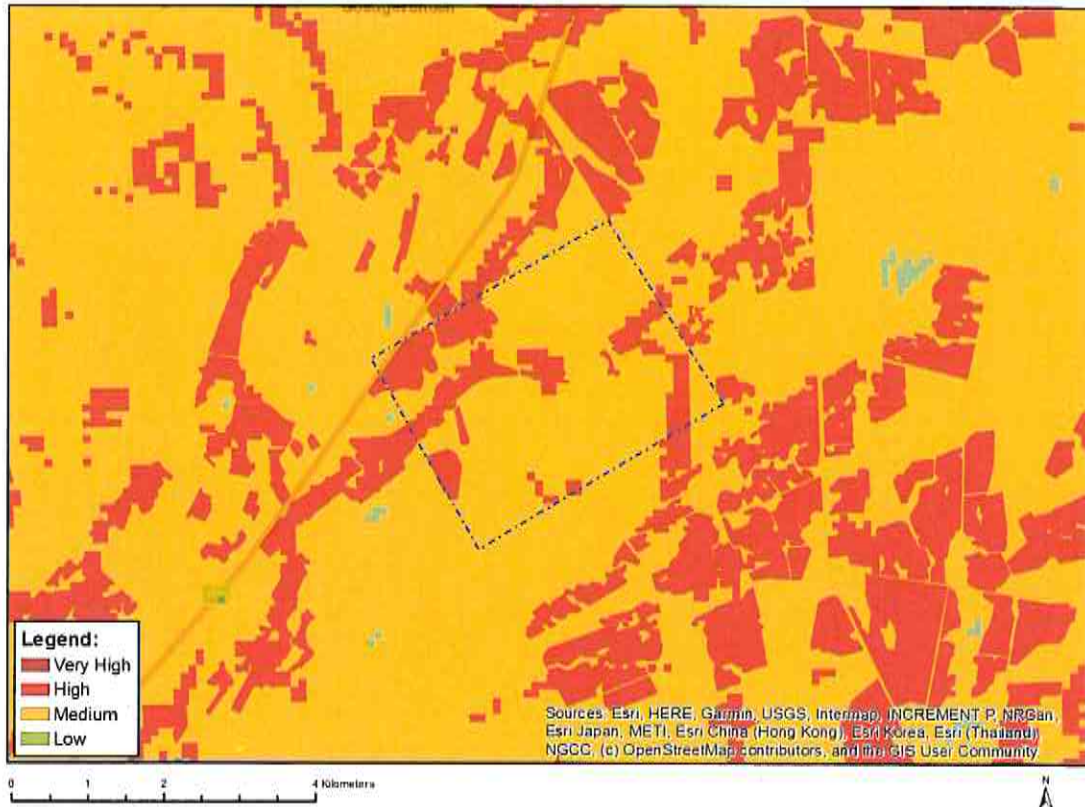 Legend:
Very High
High
Medium
Low
Sources: Esri, HERE, Garmin, USGS, Intermap, INCREMENT P, NRCan,
Esri Japan, METI, Esri China (Hong Kong), Esri Korea, Esri (Thailand)
NGCC, (c) OpenStreetMap contributors, and the GIS User Community
0 2 4 Kilometers
N